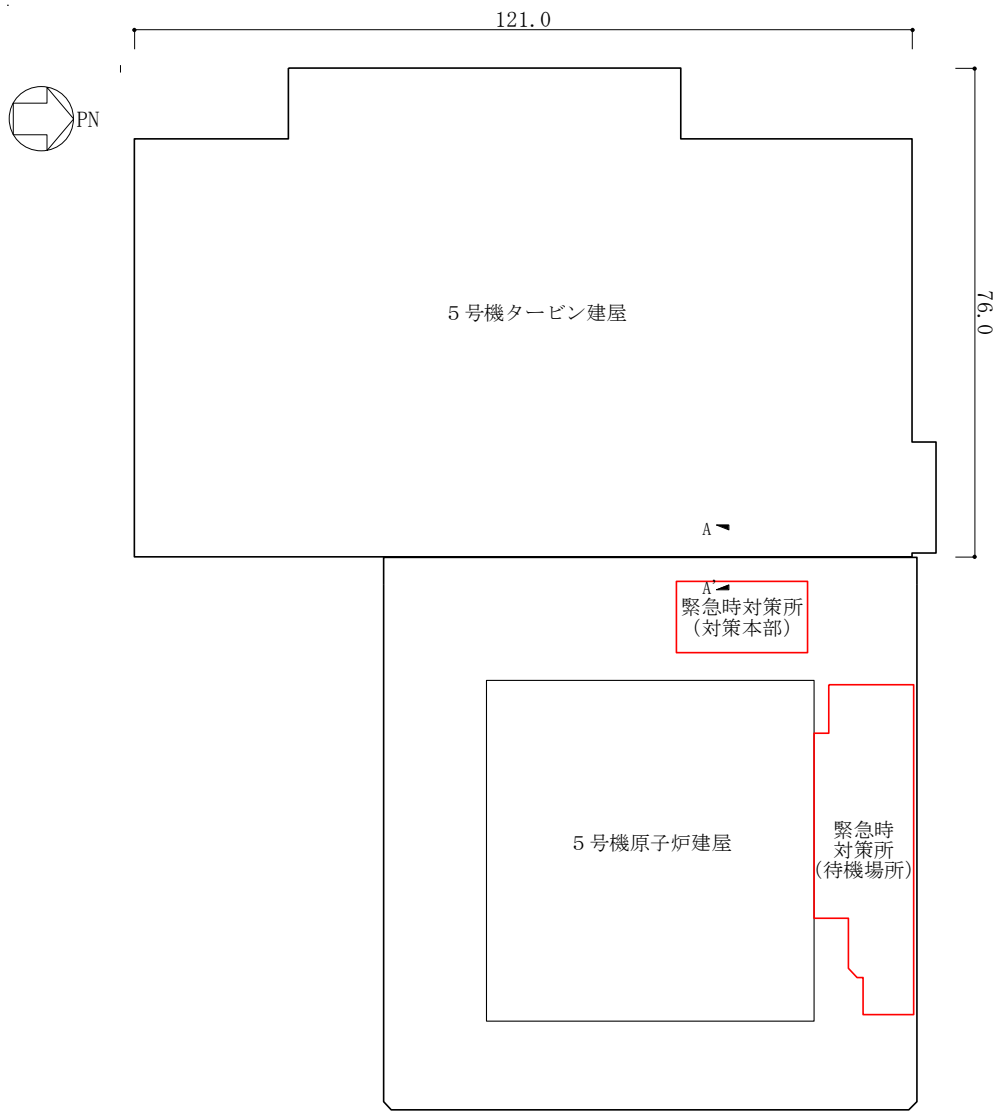 121.0
PN
５号機タービン建屋
76.0
A
A'
緊急時対策所
(対策本部)
５号機原子炉建屋
緊急時
対策所
(待機場所)